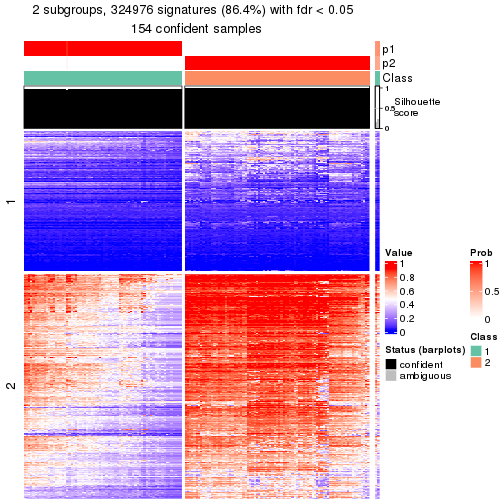 2 subgroups, 324976 signatures (86.4%) with fdr < 0.05
154 confident samples
p1
p2
Class
1
0.5
0
Silhouette
score
1
2
Value
1
0.8
0.6
0.4
0.2
0
Prob
1
0.5
0
Status (barplots)
confident
ambiguous
Class
1
2